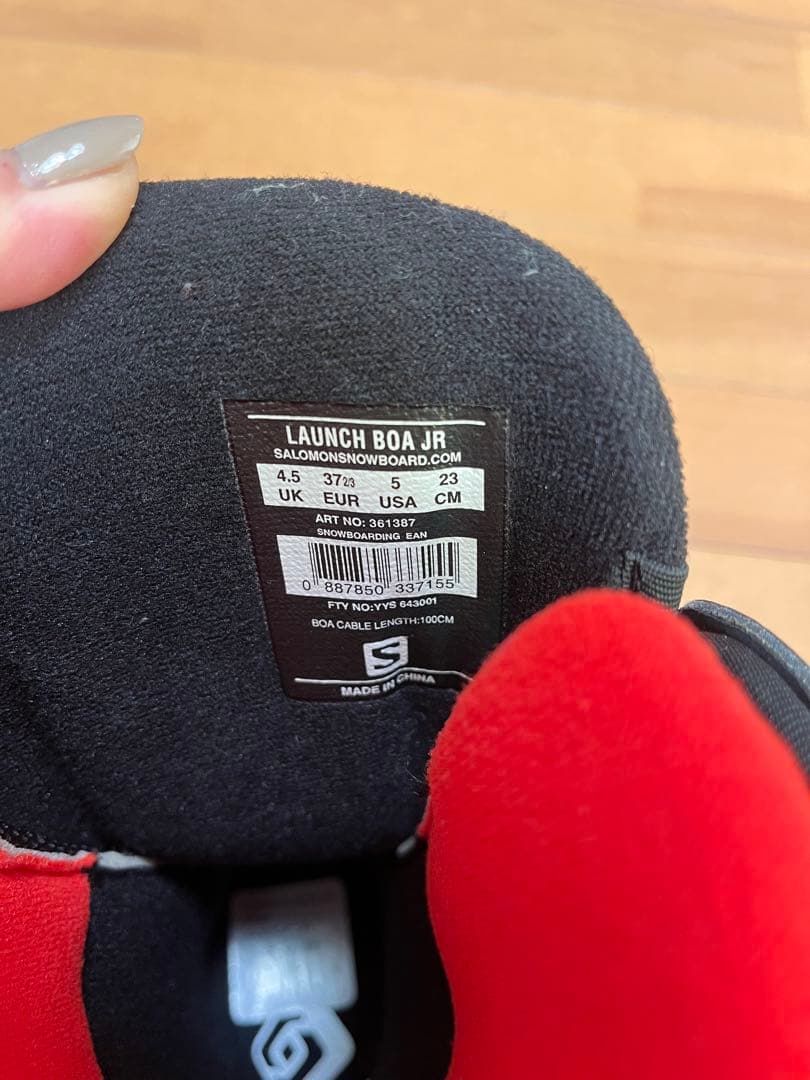 LAUNCH BOA JR
SALOMONSNOWBOARD.COM
4.5 37 2/3 5 23
UK EUR USA CM
ART NO: 361387
SNOWBOARDING EAN
0 887850 337155
FTY NO:YYS 643001
BOA CABLE LENGTH:100CM
S
MADE IN CHINA